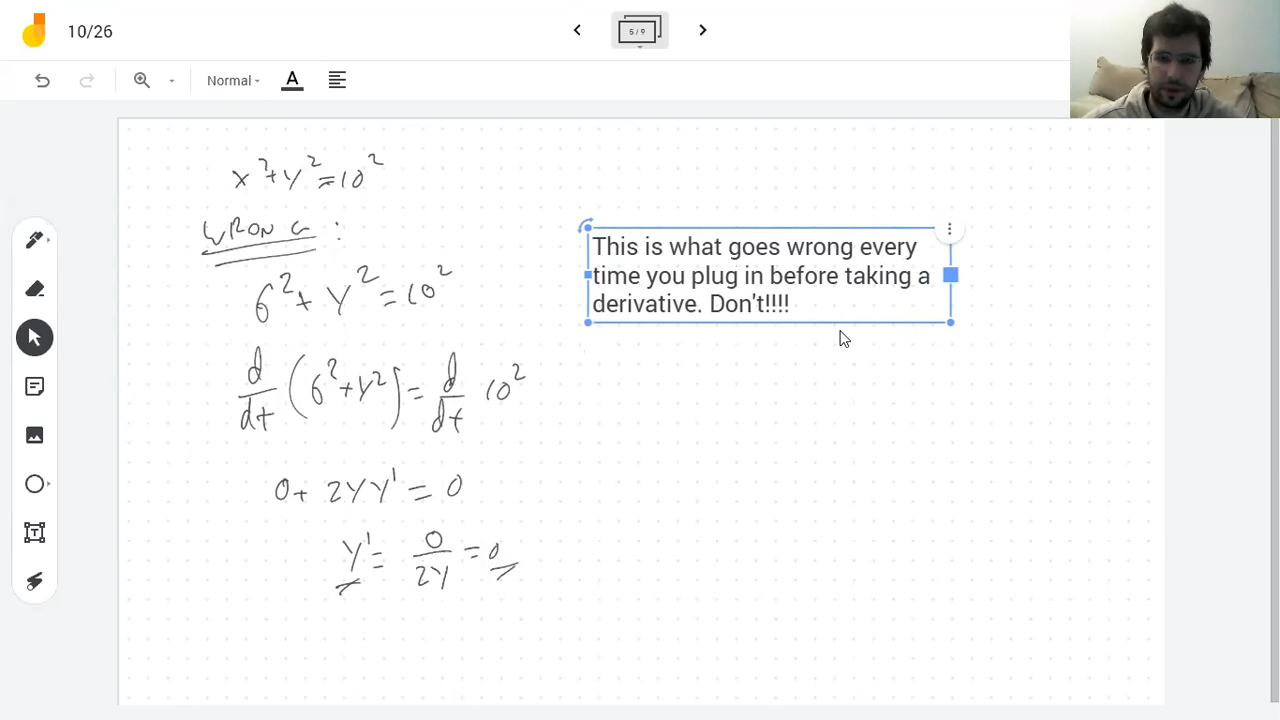 10/26
5 / 9
Normal
A
x² + y² = 10²
WRONG :
6² + y² = 10²
d/dt (6² + y²) = d/dt 10²
0 + 2yy' = 0
y' = 0/2y = 0
This is what goes wrong every
time you plug in before taking a
derivative. Don't!!!!